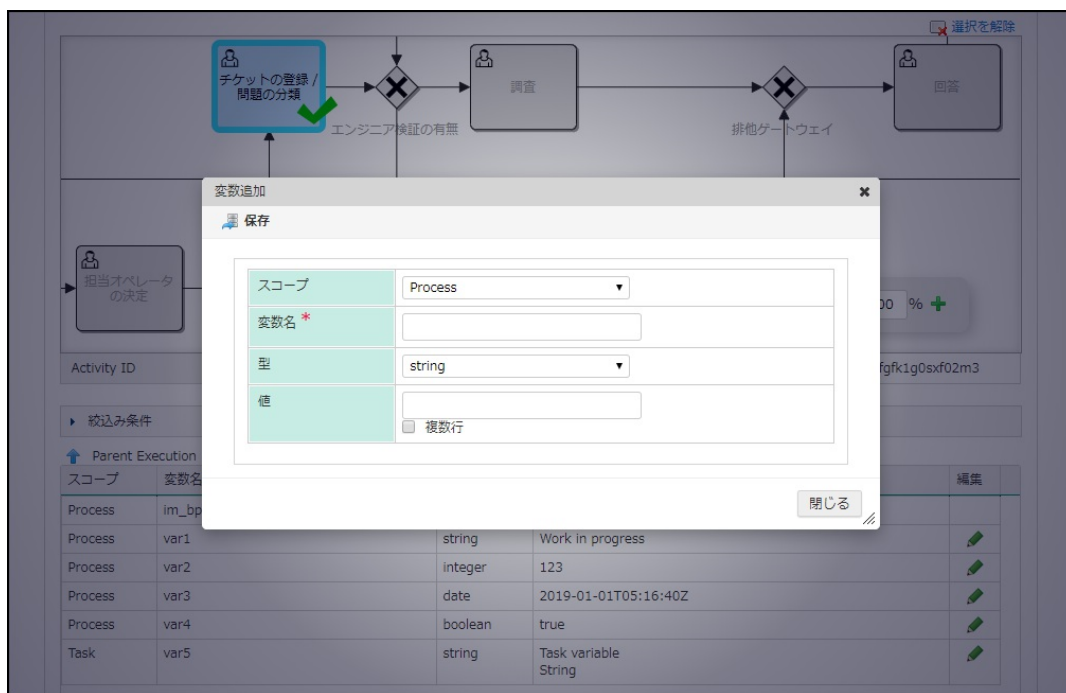 選択を解除
チケットの登録 /
問題の分類
調査
回答
エンジニア検証の有無
排他ゲートウェイ
変数追加
保存
担当オペレータ
の決定
スコープ
Process
変数名 *
型
string
値
複数行
00 %
Activity ID
fgfk1g0sxf02m3
絞込み条件
Parent Execution
閉じる
スコープ 変数名 編集
Process im_bp
Process var1 string Work in progress
Process var2 integer 123
Process var3 date 2019-01-01T05:16:40Z
Process var4 boolean true
Task var5 string Task variable
String